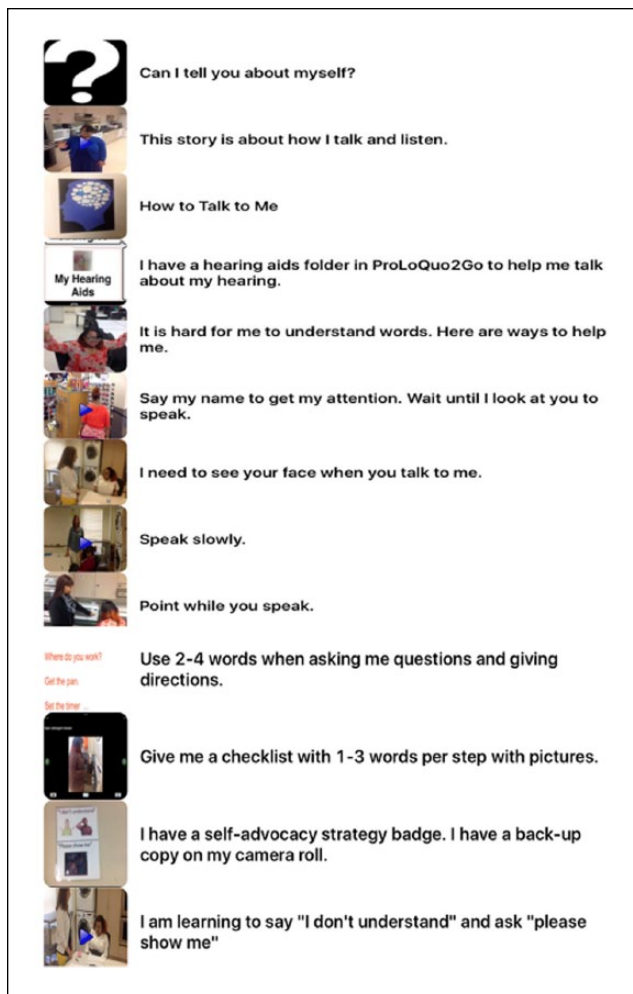 ?
Can I tell you about myself?
This story is about how I talk and listen.
How to Talk to Me
My Hearing
Aids
I have a hearing aids folder in ProLoQuo2Go to help me talk
about my hearing.
It is hard for me to understand words. Here are ways to help
me.
Say my name to get my attention. Wait until I look at you to
speak.
I need to see your face when you talk to me.
Speak slowly.
Point while you speak.
Where do you work?
Get the pan.
Set the timer ...
Use 2-4 words when asking me questions and giving
directions.
Give me a checklist with 1-3 words per step with pictures.
"I don't understand"
"Please show me"
I have a self-advocacy strategy badge. I have a back-up
copy on my camera roll.
I am learning to say "I don't understand" and ask "please
show me"